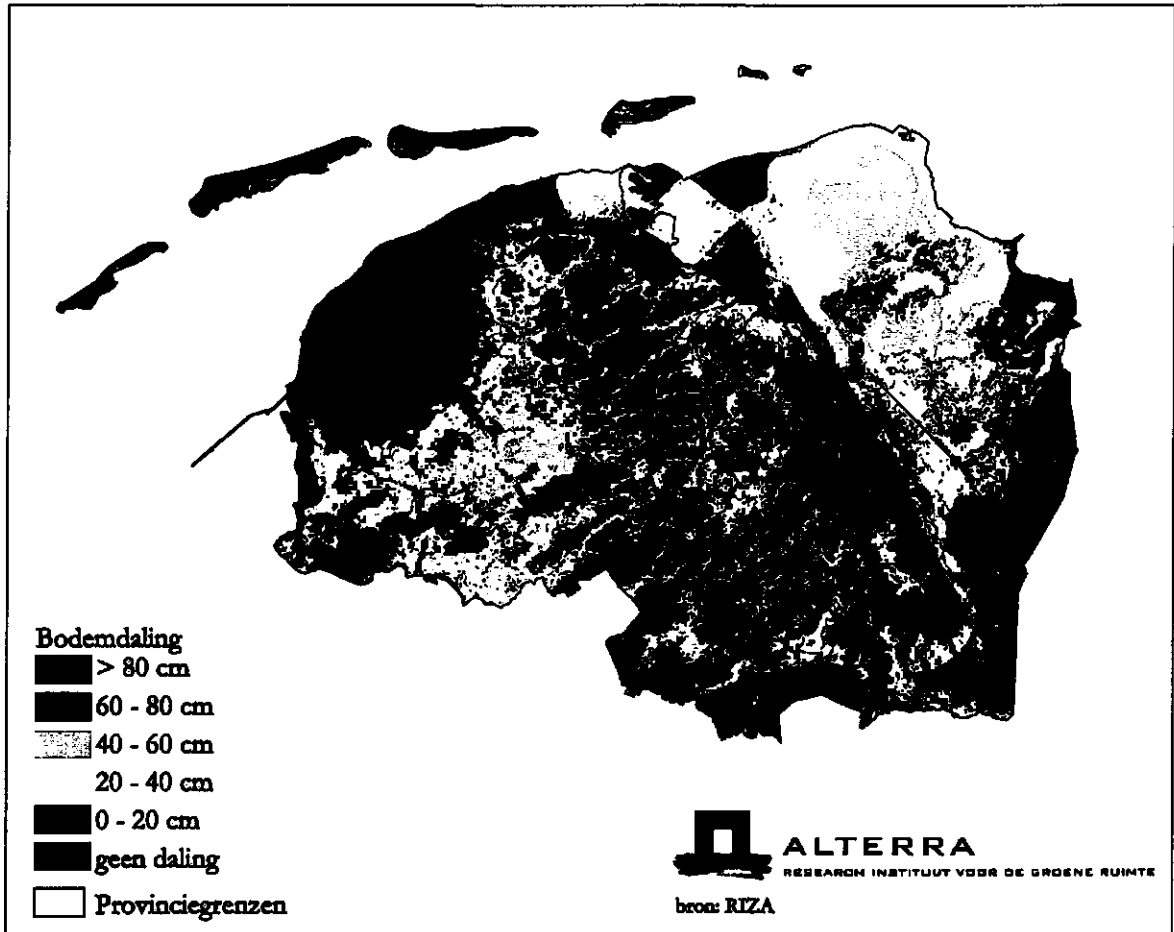 Bodemdaling
> 80 cm
60 - 80 cm
40 - 60 cm
20 - 40 cm
0 - 20 cm
geen daling
Provinciegrenzen
ALTERRA
RESEARCH INSTITUUT VOOR DE GROENE RUIMTE
bron: RIZA